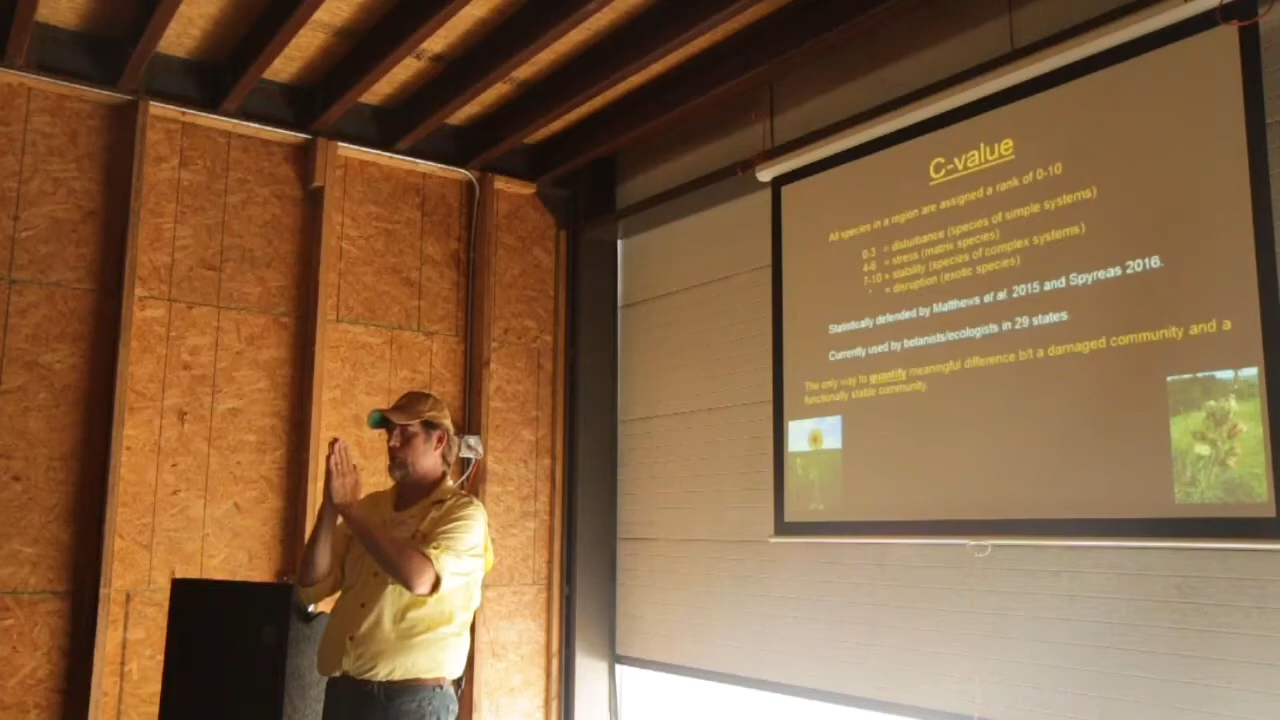 C-value
All species in a region are assigned a rank of 0-10
0-3 = disturbance (species of simple systems)
4-6 = stress (matrix species)
7-10 = stability (species of complex systems)
* = disruption (exotic species)
Statistically defended by Matthews et al. 2015 and Spyreas 2016.
Currently used by botanists/ecologists in 29 states
The only way to quantify meaningful difference b/t a damaged community and a
functionally stable community.